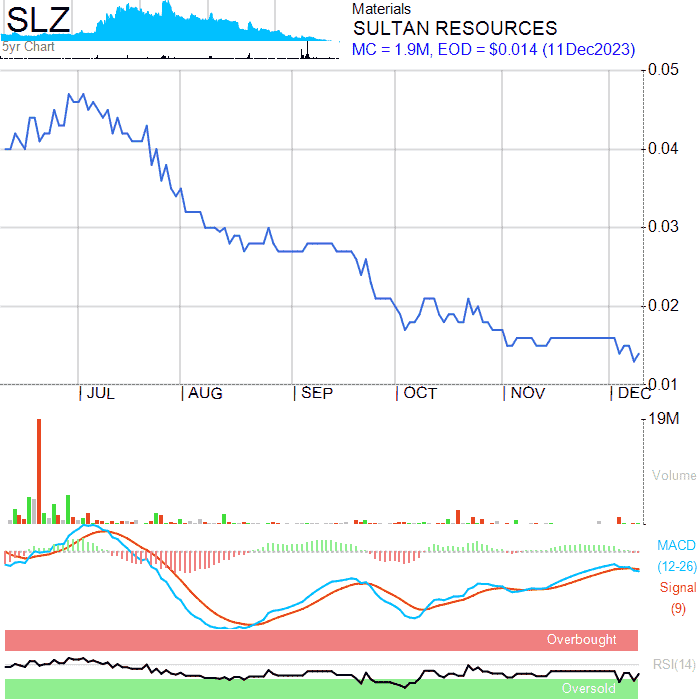 SLZ
5yr Chart
Materials
SULTAN RESOURCES
MC = 1.9M, EOD = $0.014 (11Dec2023)
0.05
0.04
0.03
0.02
0.01
JUL AUG SEP OCT NOV DEC
19M
Volume
MACD
(12-26)
Signal
(9)
Overbought
RSI(14)
Oversold